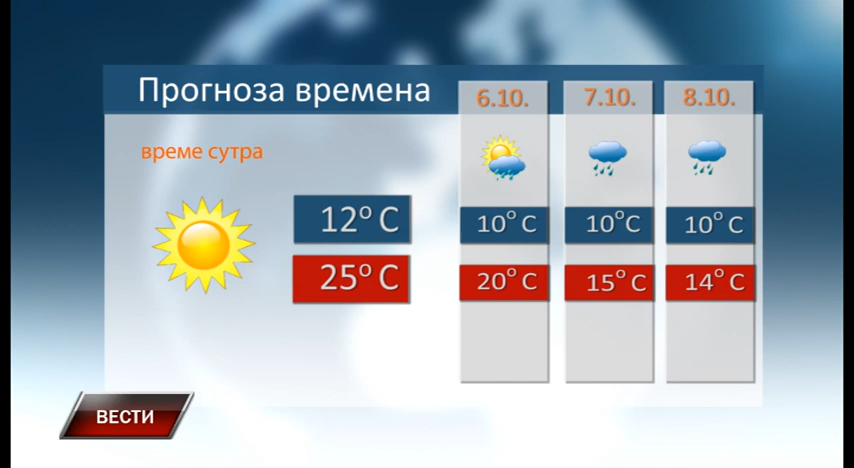 Прогноза времена
6.10.
7.10.
8.10.
време сутра
12° C
10° C
10°C
10° C
25° C
20° C
15° C
14° C
ВЕСТИ